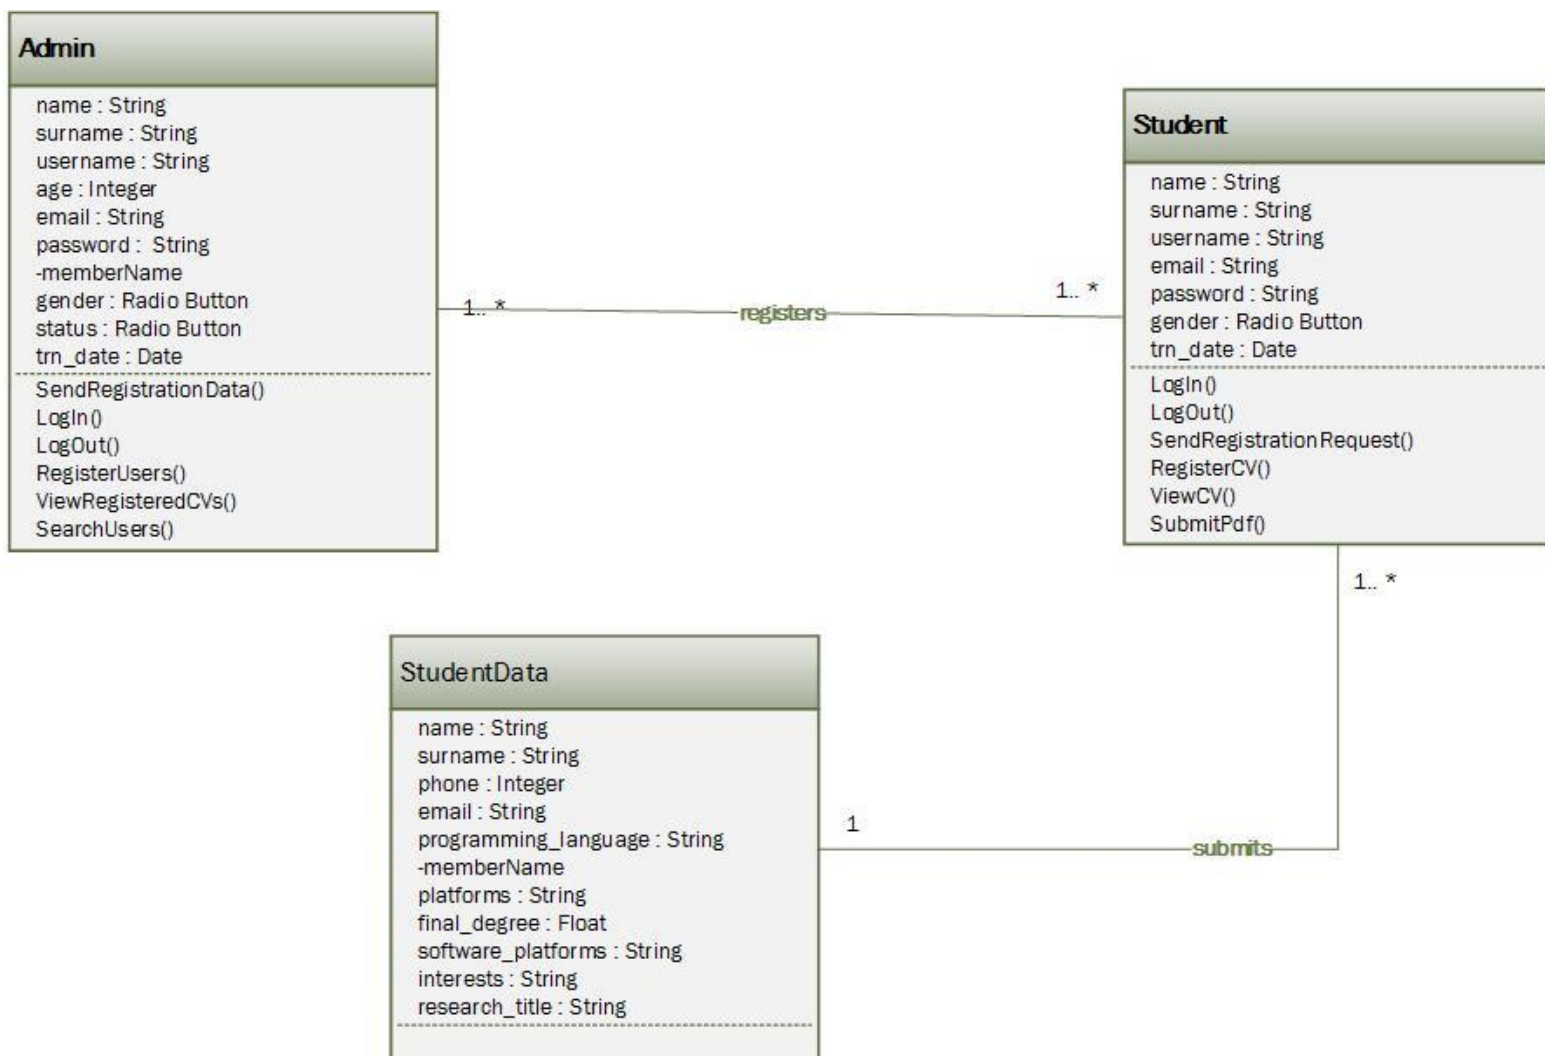 Admin
name : String
surname : String
username : String
age : Integer
email : String
password : String
-memberName
gender : Radio Button
status : Radio Button
trn_date : Date
SendRegistrationData()
LogIn()
LogOut()
RegisterUsers()
ViewRegisteredCVs()
SearchUsers()
1.. *
registers
1.. *
Student
name : String
surname : String
username : String
email : String
password : String
gender : Radio Button
trn_date : Date
LogIn()
LogOut()
SendRegistrationRequest()
RegisterCV()
ViewCV()
SubmitPdf()
1.. *
submits
1
StudentData
name : String
surname : String
phone : Integer
email : String
programming_language : String
-memberName
platforms : String
final_degree : Float
software_platforms : String
interests : String
research_title : String